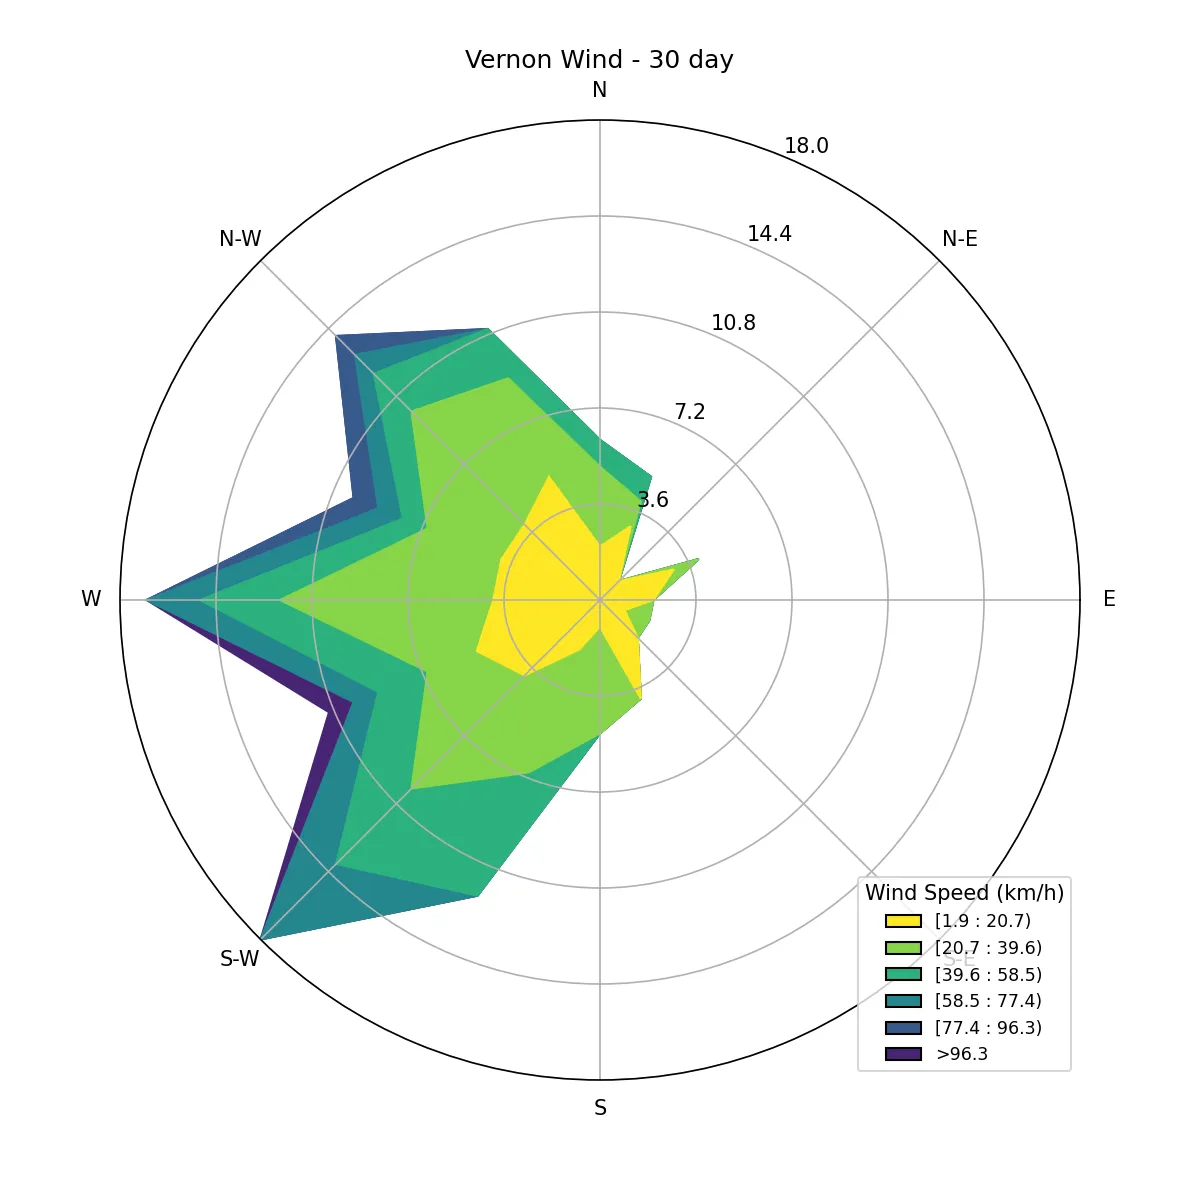 Vernon Wind - 30 day
N
18.0
N-W
14.4
N-E
10.8
7.2
3.6
W
E
S-W
S-E
S
Wind Speed (km/h)
[1.9 : 20.7)
[20.7 : 39.6)
[39.6 : 58.5)
[58.5 : 77.4)
[77.4 : 96.3)
>96.3